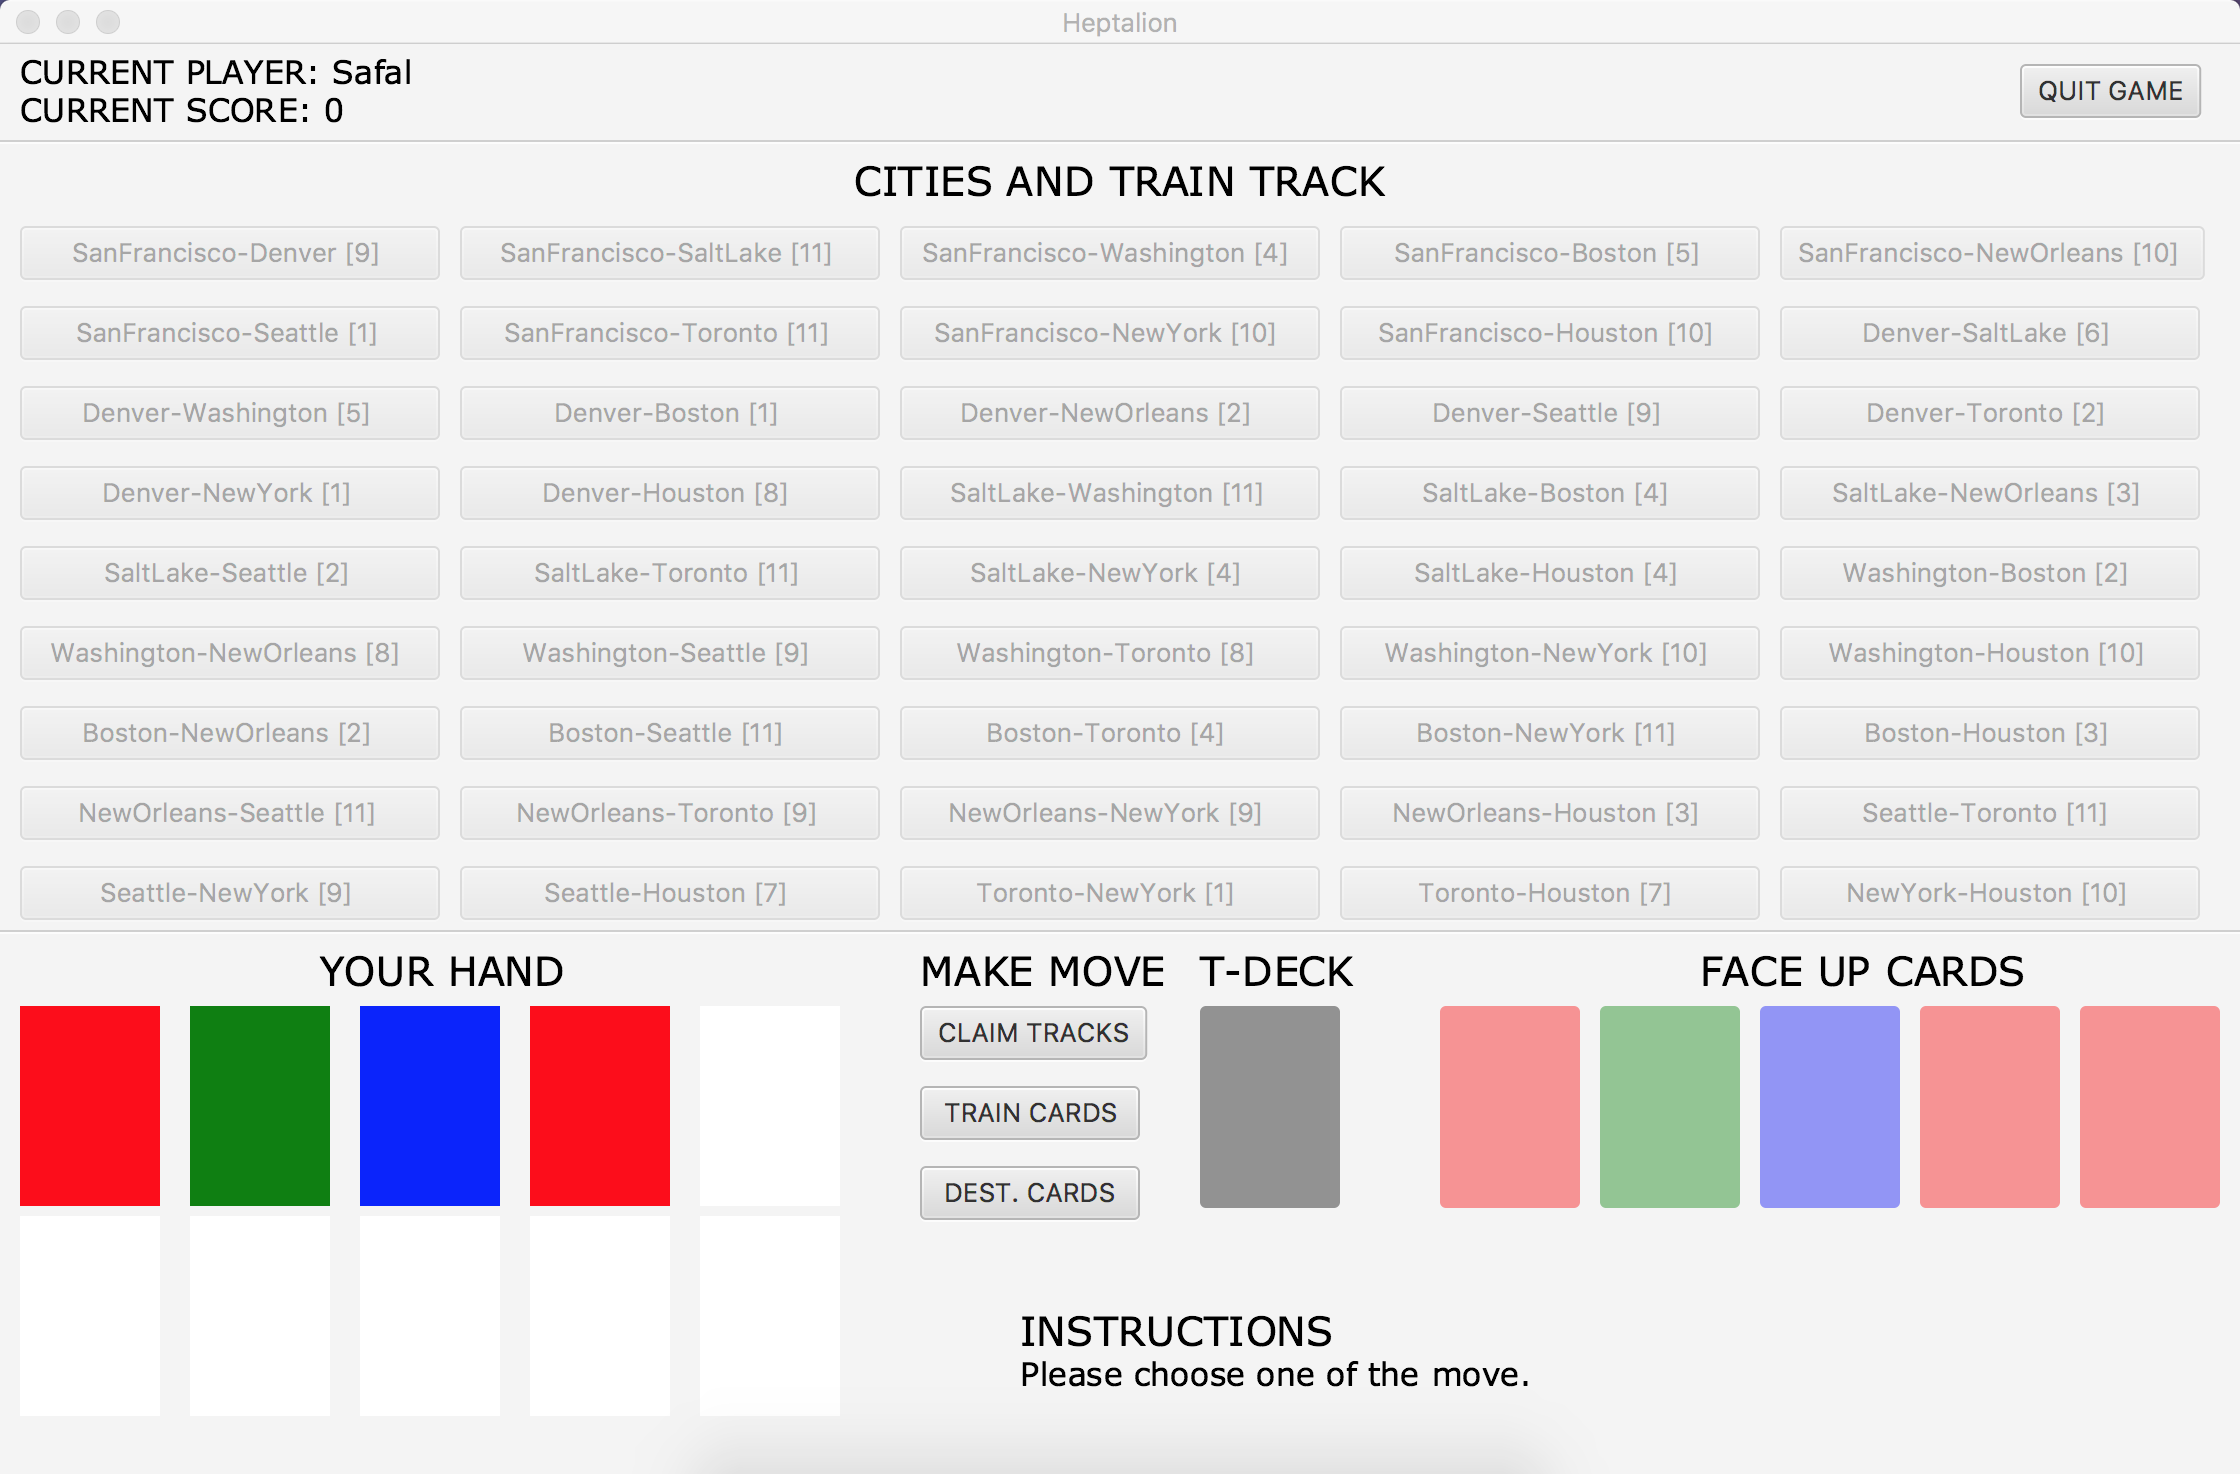 Heptalion
CURRENT PLAYER: Safal
CURRENT SCORE: 0
QUIT GAME
CITIES AND TRAIN TRACK
SanFrancisco-Denver [9] SanFrancisco-SaltLake [11] SanFrancisco-Washington [4] SanFrancisco-Boston [5] SanFrancisco-NewOrleans [10]
SanFrancisco-Seattle [1] SanFrancisco-Toronto [11] SanFrancisco-NewYork [10] SanFrancisco-Houston [10] Denver-SaltLake [6]
Denver-Washington [5] Denver-Boston [1] Denver-NewOrleans [2] Denver-Seattle [9] Denver-Toronto [2]
Denver-NewYork [1] Denver-Houston [8] SaltLake-Washington [11] SaltLake-Boston [4] SaltLake-NewOrleans [3]
SaltLake-Seattle [2] SaltLake-Toronto [11] SaltLake-NewYork [4] SaltLake-Houston [4] Washington-Boston [2]
Washington-NewOrleans [8] Washington-Seattle [9] Washington-Toronto [8] Washington-NewYork [10] Washington-Houston [10]
Boston-NewOrleans [2] Boston-Seattle [11] Boston-Toronto [4] Boston-NewYork [11] Boston-Houston [3]
NewOrleans-Seattle [11] NewOrleans-Toronto [9] NewOrleans-NewYork [9] NewOrleans-Houston [3] Seattle-Toronto [11]
Seattle-NewYork [9] Seattle-Houston [7] Toronto-NewYork [1] Toronto-Houston [7] NewYork-Houston [10]
YOUR HAND MAKE MOVE T-DECK FACE UP CARDS
CLAIM TRACKS
TRAIN CARDS
DEST. CARDS
INSTRUCTIONS
Please choose one of the move.